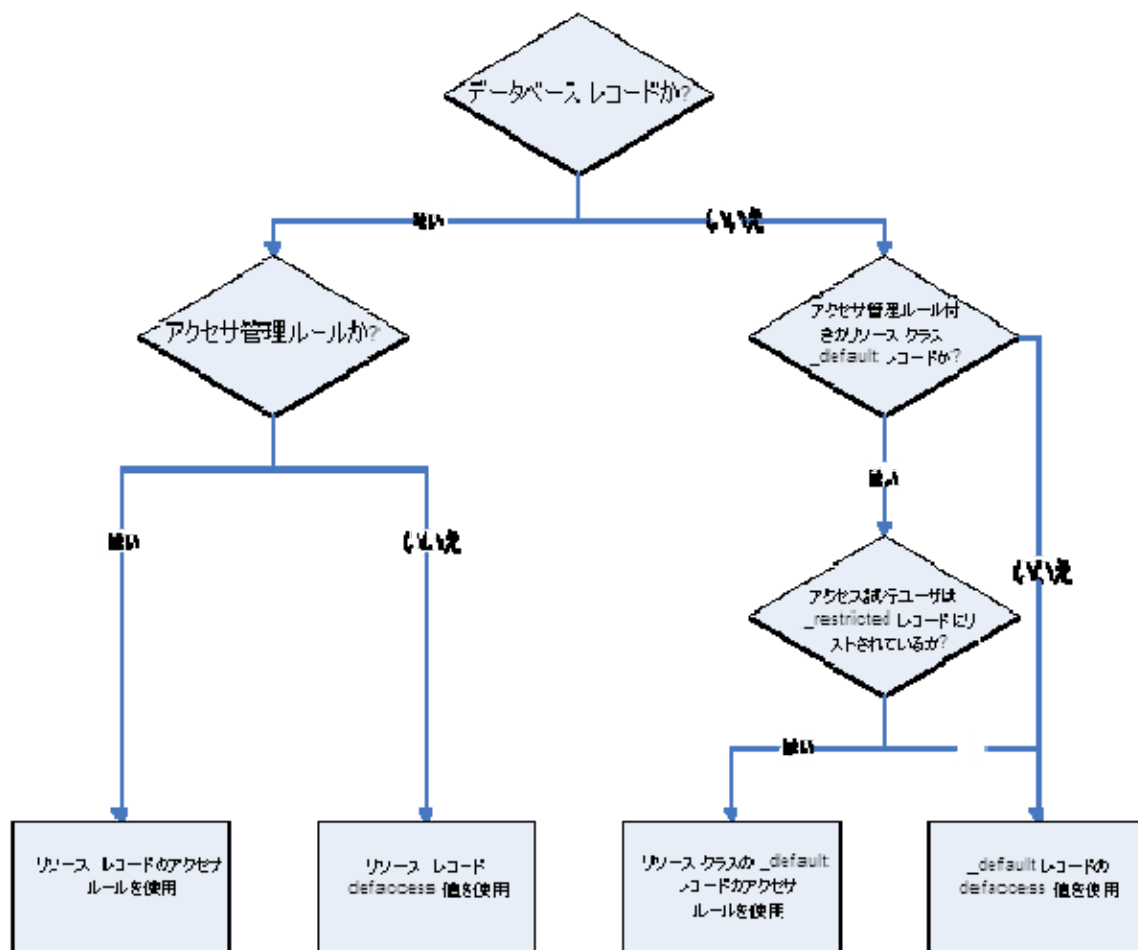 データベース レコードか?
はい
いいえ
アクセサ管理ルールか?
アクセサ管理ルール付
きかリソース クラス
_default レコードか?
はい
はい
いいえ
いいえ
アクセス試行ユーザは
_restricted レコードにリ
ストされているか?
はい
リソース レコードのアクセサ
ルールを使用
リソース レコード
defaccess 値を使用
リソース クラスの _default
レコードのアクセサ
ルールを使用
_default レコードの
defaccess 値を使用